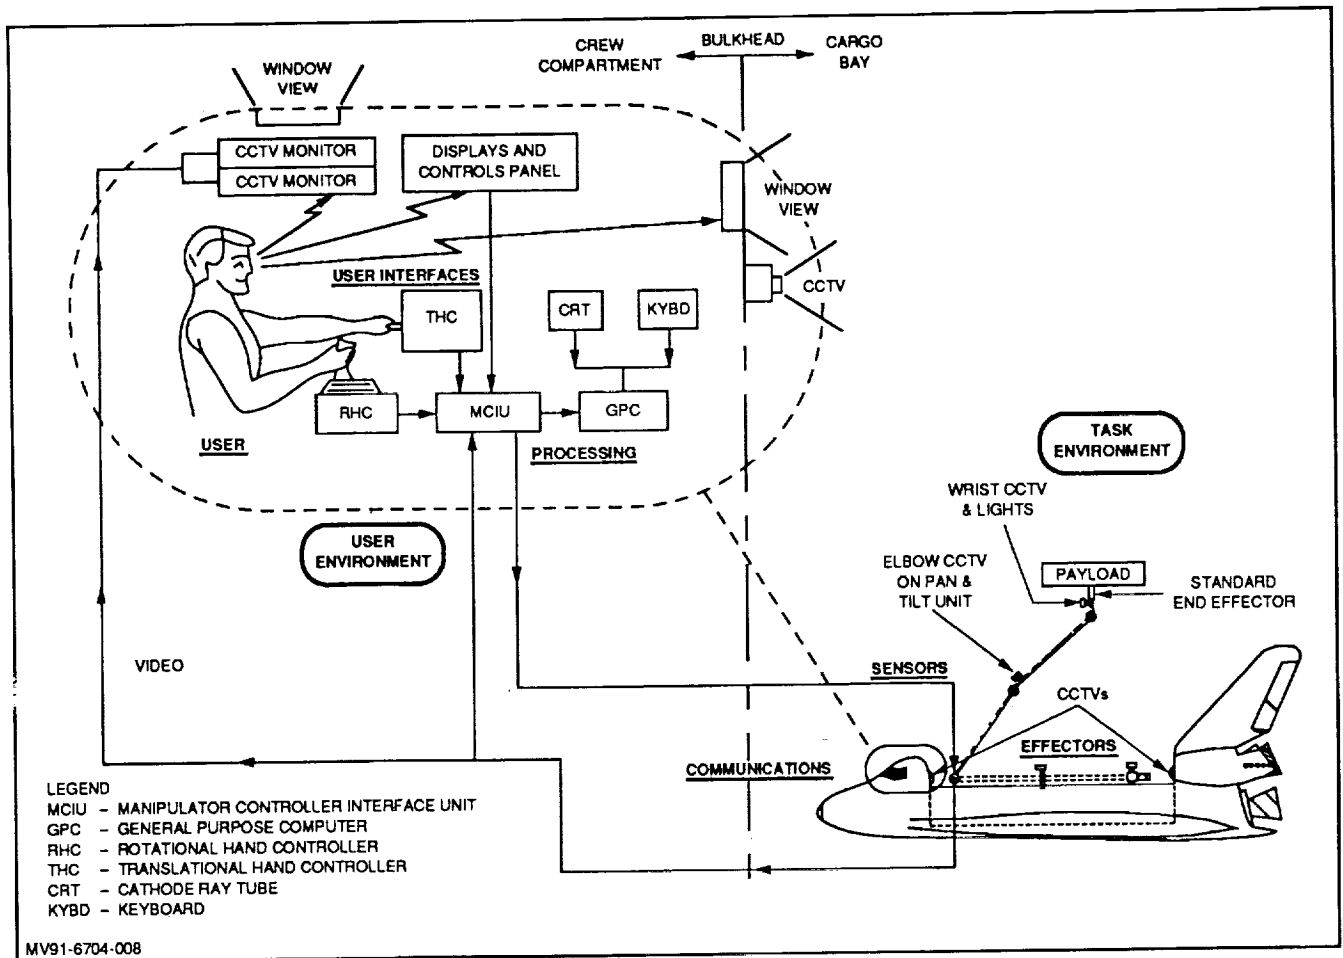 CREW
COMPARTMENT
BULKHEAD
CARGO
BAY
WINDOW
VIEW
CCTV MONITOR
CCTV MONITOR
DISPLAYS AND
CONTROLS PANEL
WINDOW
VIEW
CCTV
USER INTERFACES
THC
CRT
KYBD
RHC
MCIU
GPC
USER
PROCESSING
USER
ENVIRONMENT
TASK
ENVIRONMENT
WRIST CCTV
& LIGHTS
ELBOW CCTV
ON PAN &
TILT UNIT
PAYLOAD
STANDARD
END EFFECTOR
VIDEO
SENSORS
CCTVs
EFFECTORS
COMMUNICATIONS
LEGEND
MCIU – MANIPULATOR CONTROLLER INTERFACE UNIT
GPC – GENERAL PURPOSE COMPUTER
RHC – ROTATIONAL HAND CONTROLLER
THC – TRANSLATIONAL HAND CONTROLLER
CRT – CATHODE RAY TUBE
KYBD – KEYBOARD
MV91-6704-008